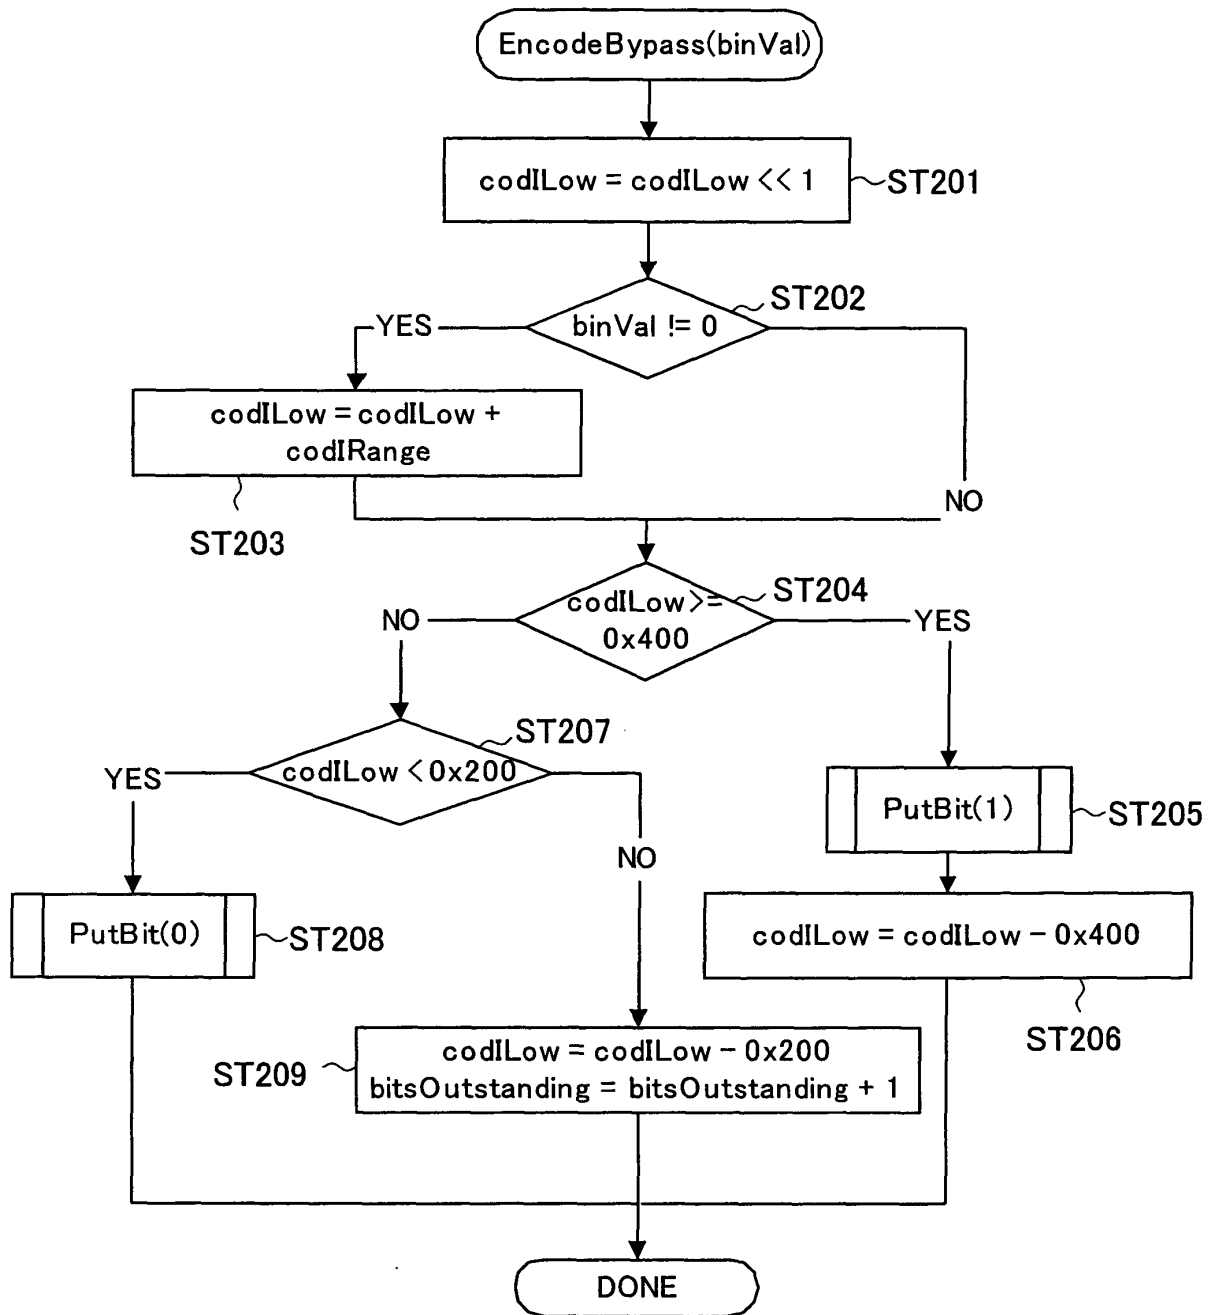 EncodeBypass(binVal)
codILow = codILow << 1
ST201
ST202
binVal != 0
YES
codILow = codILow +
codIRange
NO
ST203
ST204
codILow >=
0x400
NO
YES
ST207
codILow < 0x200
YES
PutBit(1)
ST205
NO
PutBit(0)
ST208
codILow = codILow - 0x400
ST206
codILow = codILow - 0x200
bitsOutstanding = bitsOutstanding + 1
ST209
DONE